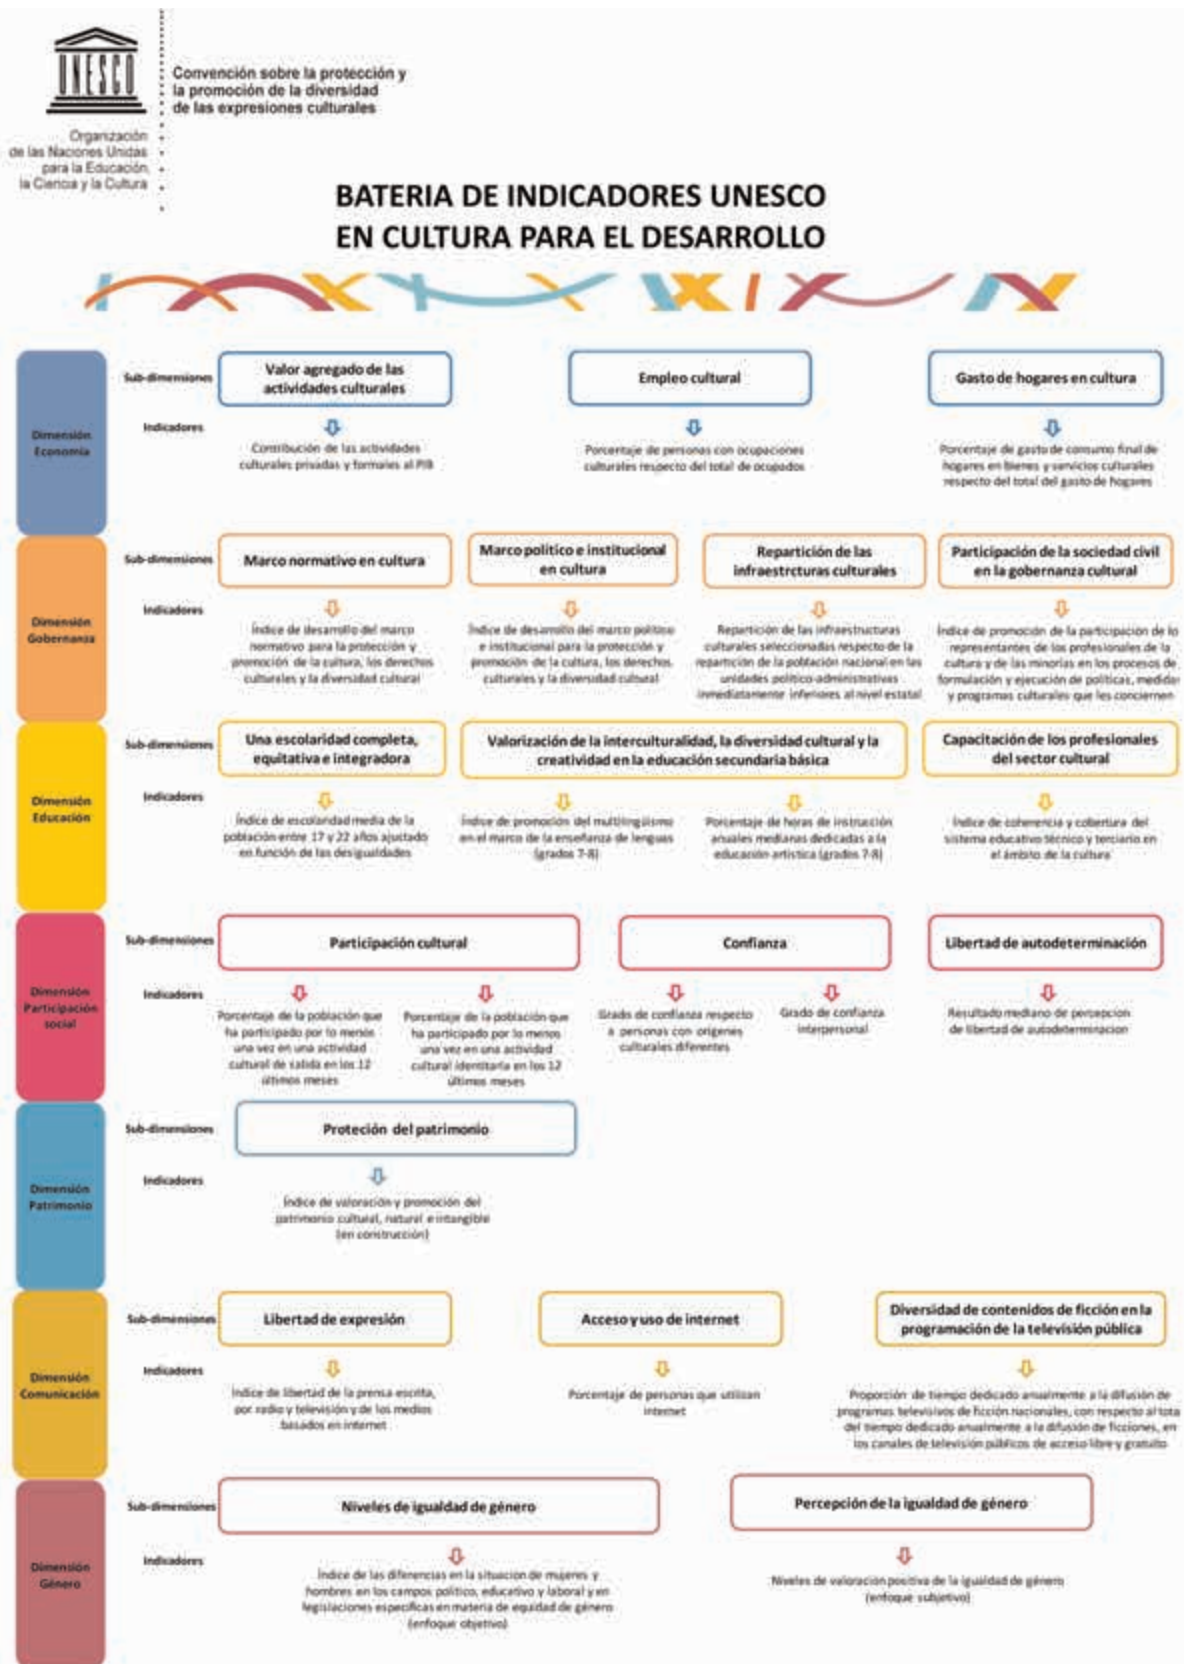 UNESCO
Convención sobre la protección y
la promoción de la diversidad
de las expresiones culturales
Organización
de las Naciones Unidas
para la Educación,
la Ciencia y la Cultura
BATERIA DE INDICADORES UNESCO
EN CULTURA PARA EL DESARROLLO
Dimensión
Economía
Sub-dimensiones
Valor agregado de las
actividades culturales
Empleo cultural
Gasto de hogares en cultura
Indicadores
Contribución de las actividades
culturales privadas y formales al PIB
Porcentaje de personas con ocupaciones
culturales respecto del total de ocupados
Porcentaje de gasto de consumo final de
hogares en bienes y servicios culturales
respecto del total del gasto de hogares
Dimensión
Gobernanza
Sub-dimensiones
Marco normativo en cultura
Marco político e institucional
en cultura
Repartición de las
infraestrcturas culturales
Participación de la sociedad civil
en la gobernanza cultural
Indicadores
Índice de desarrollo del marco
normativo para la protección y
promoción de la cultura, los derechos
culturales y la diversidad cultural
Índice de desarrollo del marco político
e institucional para la protección y
promoción de la cultura, los derechos
culturales y la diversidad cultural
Repartición de las infraestructuras
culturales seleccionadas respecto de la
repartición de la población nacional en las
unidades político-administrativas
inmediatamente inferiores al nivel estatal
Índice de promoción de la participación de lo
representantes de los profesionales de la
cultura y de las minorías en los procesos de
formulación y ejecución de políticas, medidas
y programas culturales que les conciernen
Dimensión
Educación
Sub-dimensiones
Una escolaridad completa,
equitativa e integradora
Valorización de la interculturalidad, la diversidad cultural y la
creatividad en la educación secundaria básica
Capacitación de los profesionales
del sector cultural
Indicadores
Índice de escolaridad media de la
población entre 17 y 22 años ajustado
en función de las desigualdades
Índice de promoción del multilingüismo
en el marco de la enseñanza de lenguas
(grados 7-8)
Porcentaje de horas de instrucción
anuales medianas dedicadas a la
educación artística (grados 7-8)
Índice de coherencia y cobertura del
sistema educativo técnico y terciario en
el ámbito de la cultura
Dimensión
Participación
social
Sub-dimensiones
Participación cultural
Confianza
Libertad de autodeterminación
Indicadores
Porcentaje de la población que
ha participado por lo menos
una vez en una actividad
cultural de salida en los 12
últimos meses
Porcentaje de la población que
ha participado por lo menos
una vez en una actividad
cultural identitaria en los 12
últimos meses
Grado de confianza respecto
a personas con orígenes
culturales diferentes
Grado de confianza
interpersonal
Resultado mediano de percepcion
de libertad de autodeterminacion
Dimensión
Patrimonio
Sub-dimensiones
Proteción del patrimonio
Indicadores
Índice de valoración y promoción del
patrimonio cultural, natural e intangible
(en construcción)
Dimensión
Comunicación
Sub-dimensiones
Libertad de expresión
Acceso y uso de internet
Diversidad de contenidos de ficción en la
programación de la televisión pública
Indicadores
Indice de libertad de la prensa escrita,
por radio y televisión y de los medios
basados en internet
Porcentaje de personas que utilizan
internet
Proporción de tiempo dedicado anualmente a la difusión de
programas televisivos de ficción nacionales, con respecto al tota
del tiempo dedicado anualmente a la difusión de ficciones, en
los canales de televisión públicos de acceso libre y gratuito
Dimensión
Género
Sub-dimensiones
Niveles de igualdad de género
Percepción de la igualdad de género
Indicadores
Índice de las diferencias en la situación de mujeres y
hombres en los campos político, educativo y laboral y en
legislaciones específicas en materia de equidad de género
(enfoque objetivo)
Niveles de valoración positiva de la igualdad de género
(enfoque subjetivo)